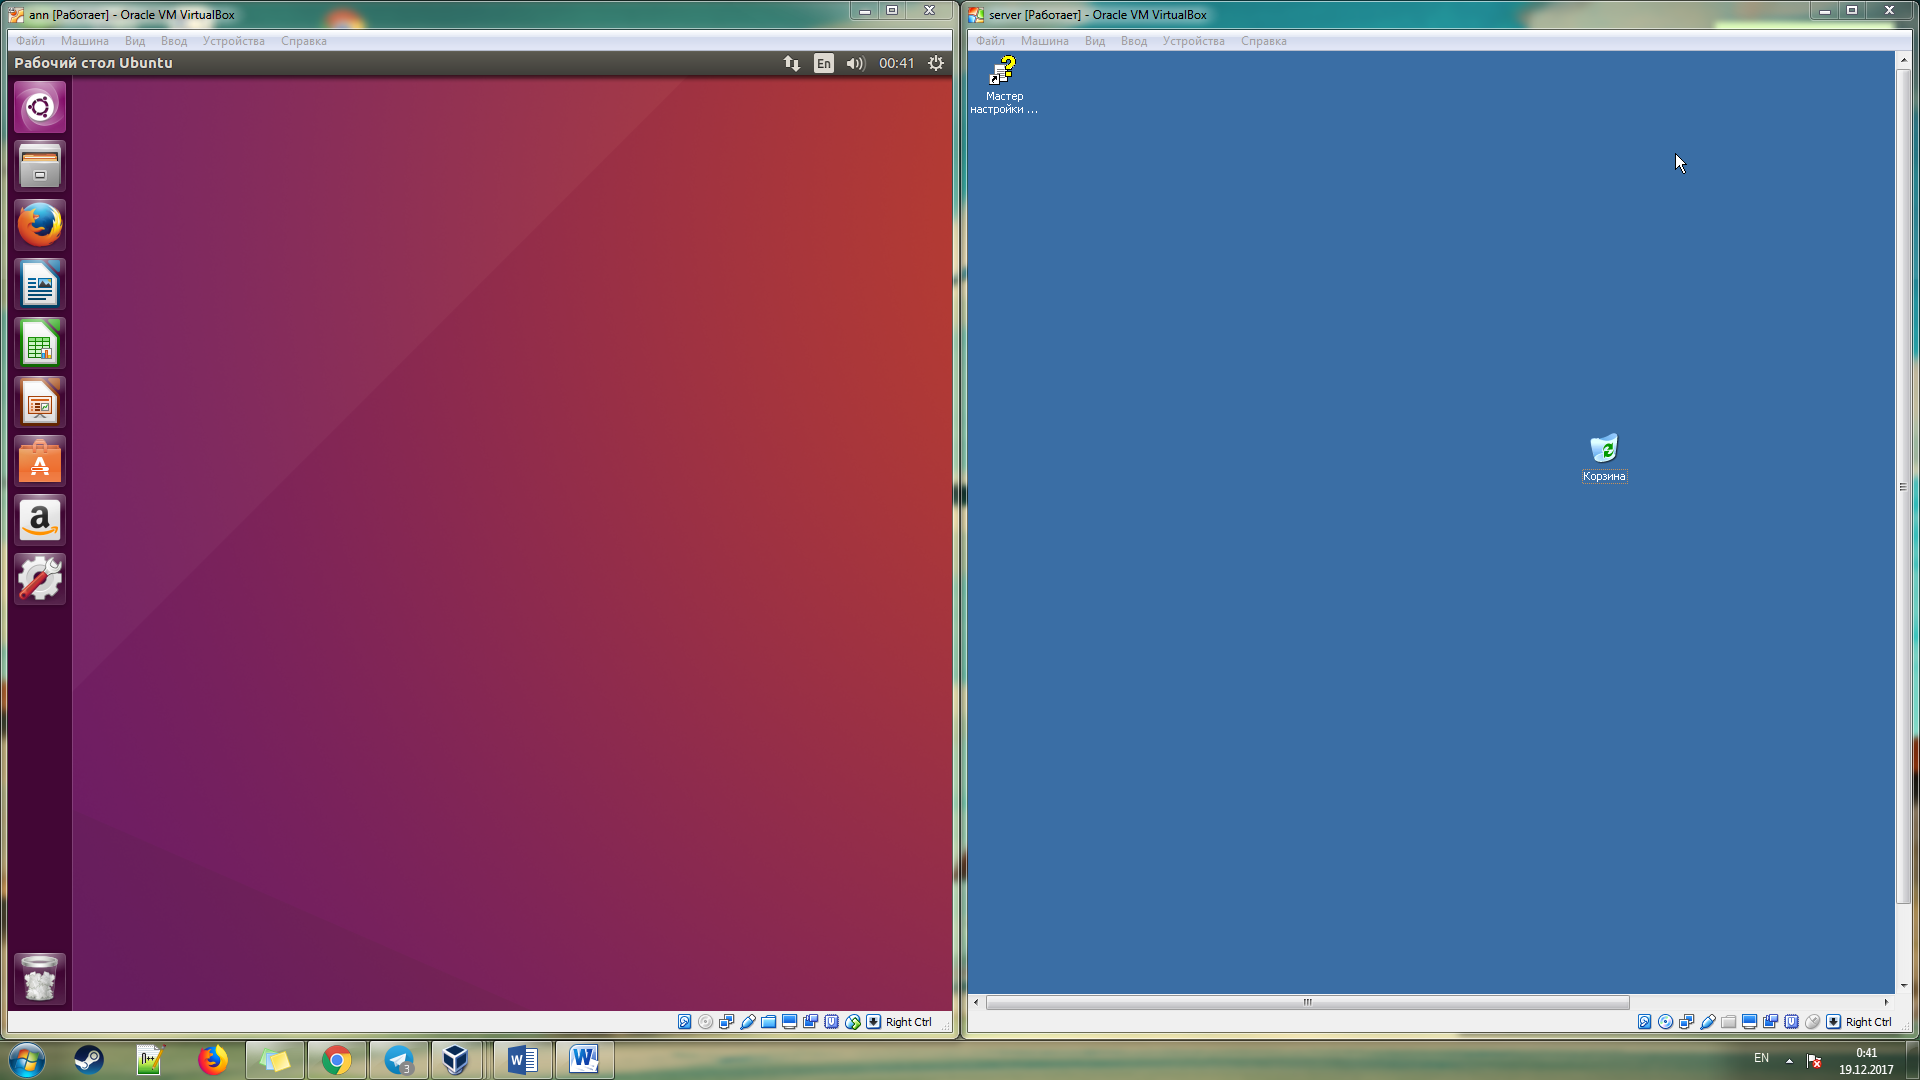 ann [Работает] - Oracle VM VirtualBox
Файл Машина Вид Ввод Устройства Справка
Рабочий стол Ubuntu
En 00:41
Right Ctrl
server [Работает] - Oracle VM VirtualBox
Файл Машина Вид Ввод Устройства Справка
Мастер
настройки ...
Корзина
Right Ctrl
3
EN
0:41
19.12.2017